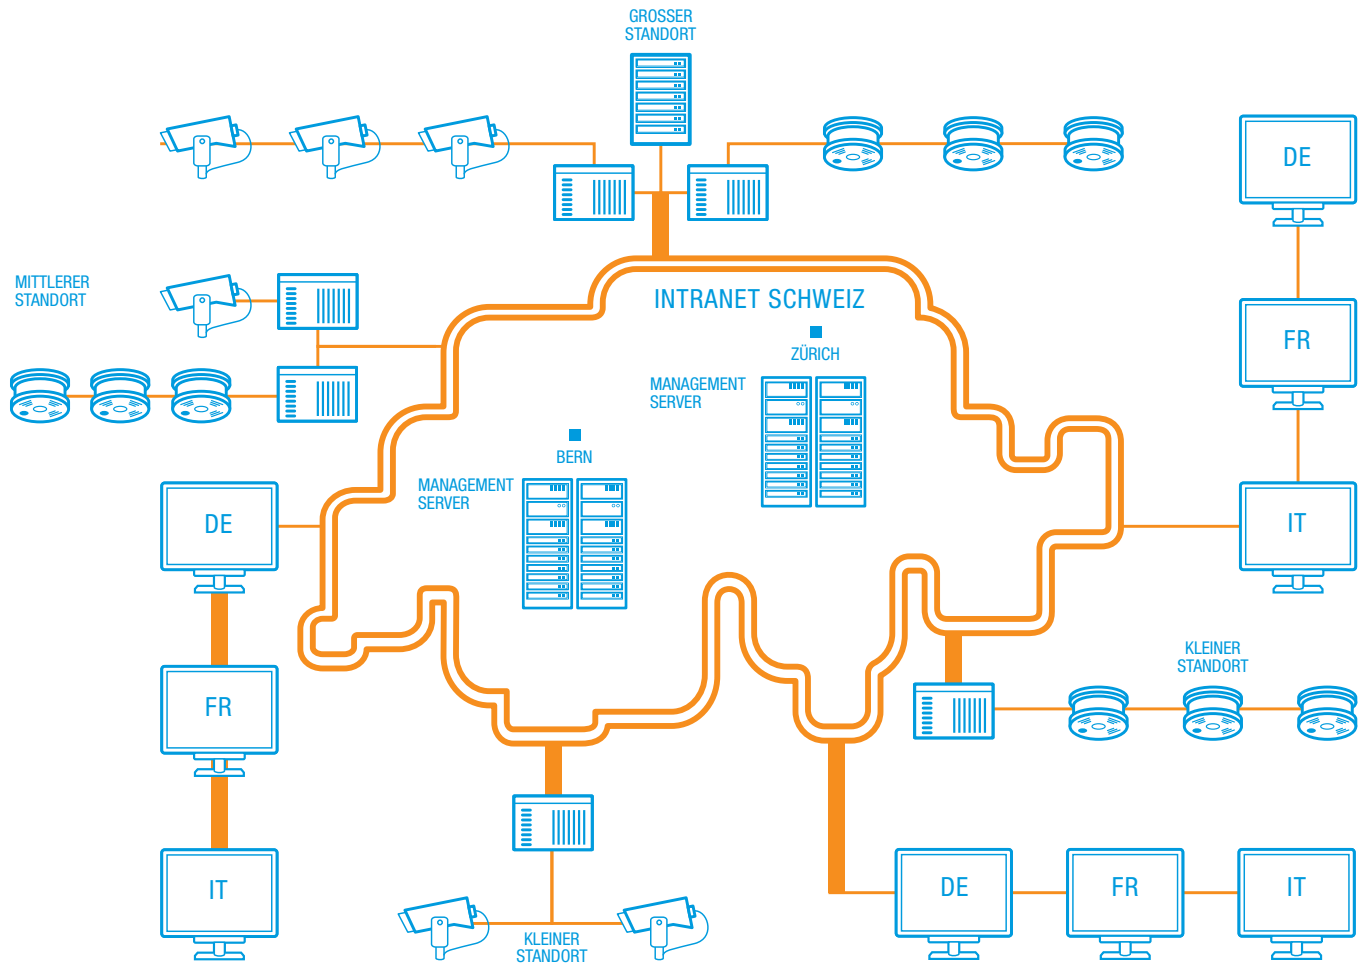 GROSSER
STANDORT
DE
MITTLERER
STANDORT
INTRANET SCHWEIZ
FR
ZÜRICH
MANAGEMENT
SERVER
BERN
MANAGEMENT
SERVER
DE
IT
KLEINER
STANDORT
FR
DE
FR
IT
IT
KLEINER
STANDORT